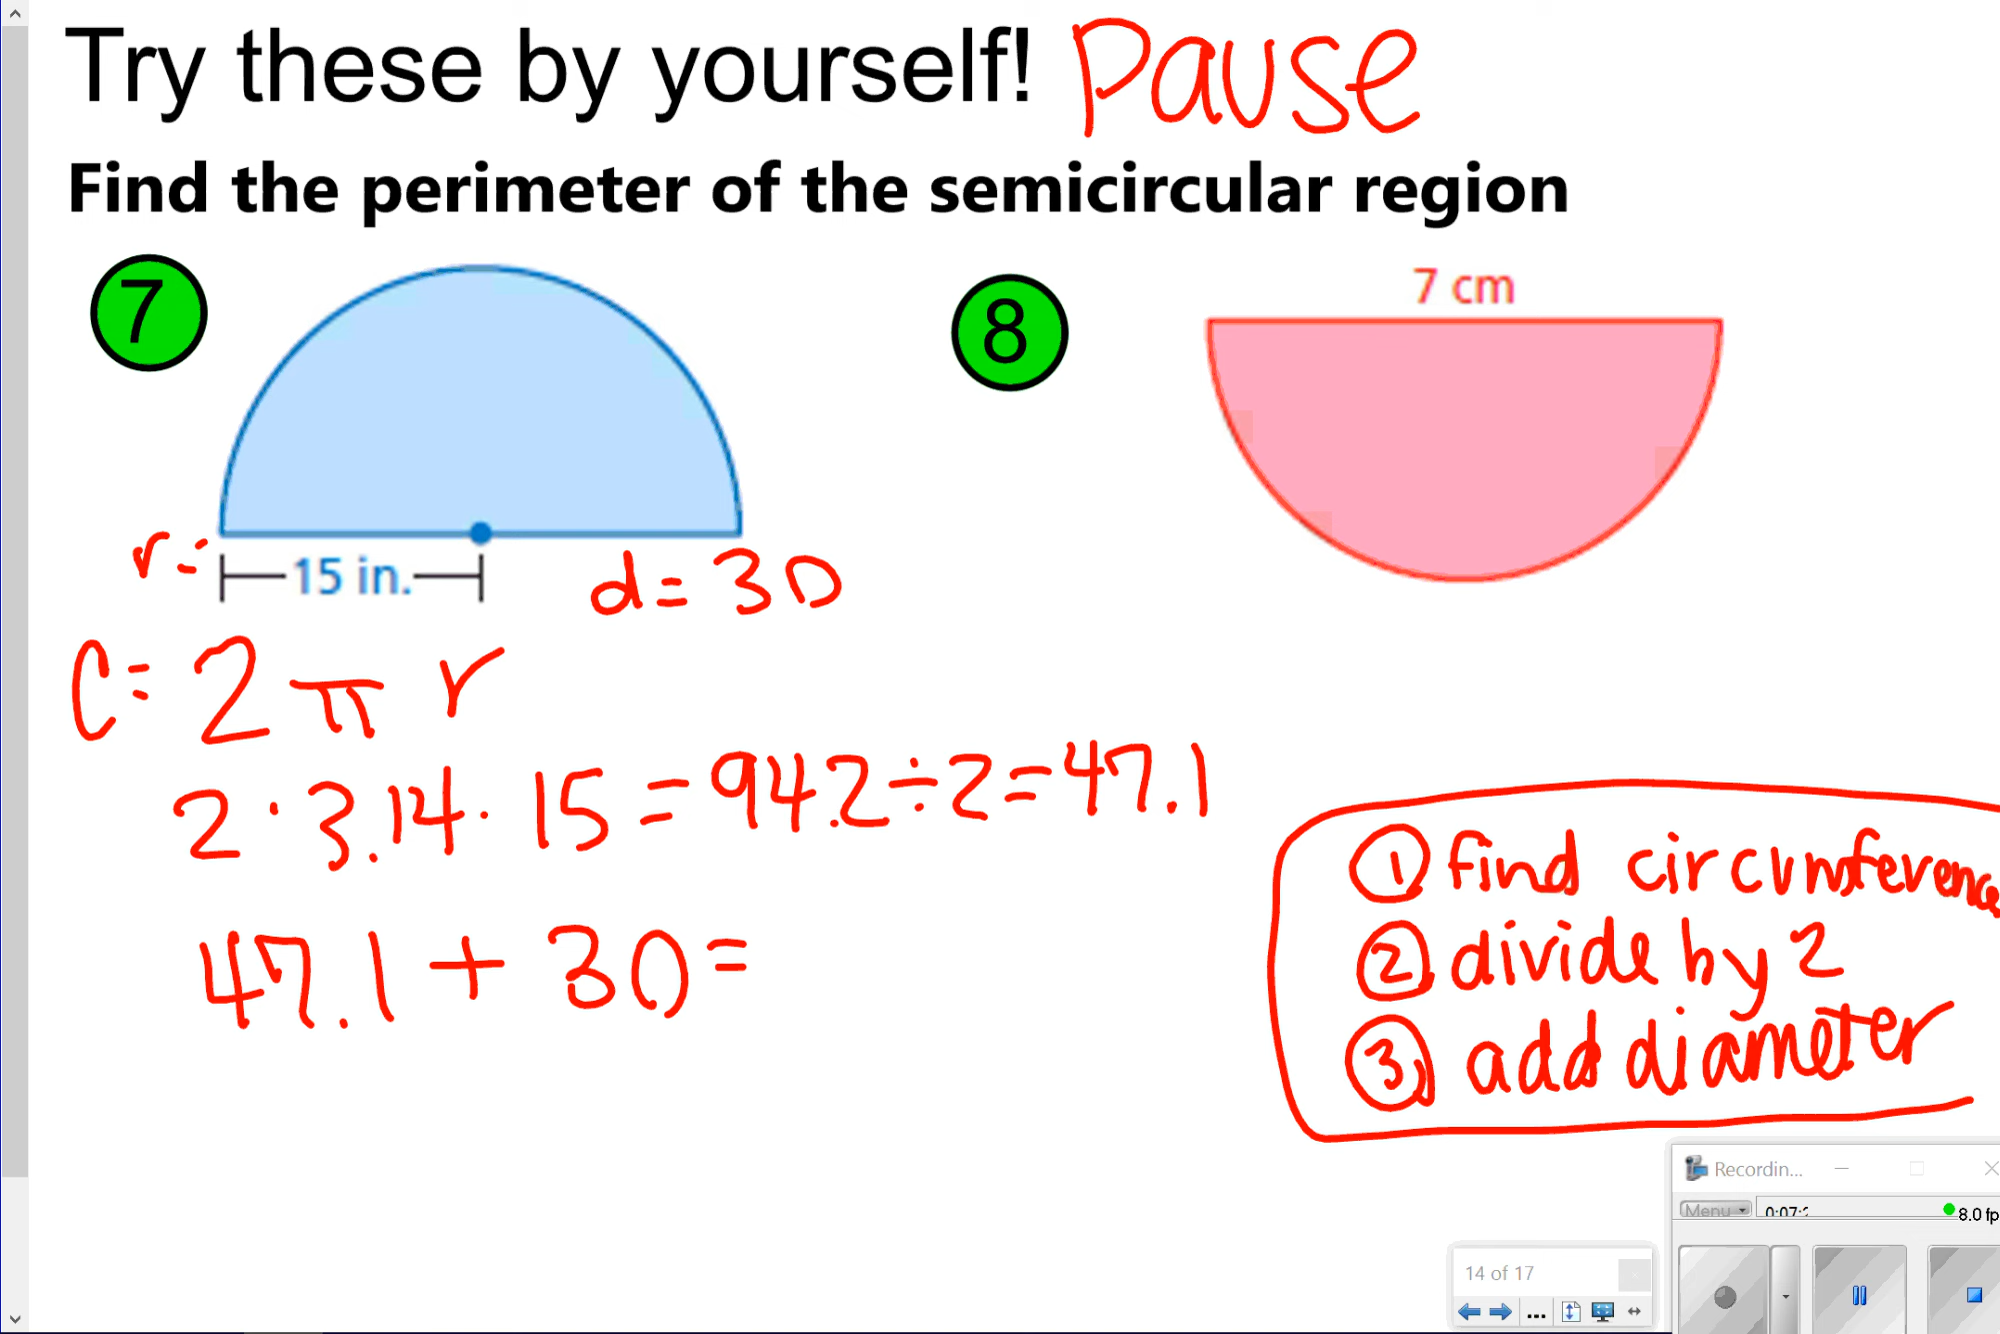 Try these by yourself! Pause
Find the perimeter of the semicircular region
7
8
7 cm
r=
15 in.
d = 30
C = 2 π r
2 · 3.14 · 15 = 94.2 ÷ 2 = 47.1
47.1 + 30 =
① find circumference
② divide by 2
③ add diameter
Recordin...
Menu
8.0 fp
14 of 17
...